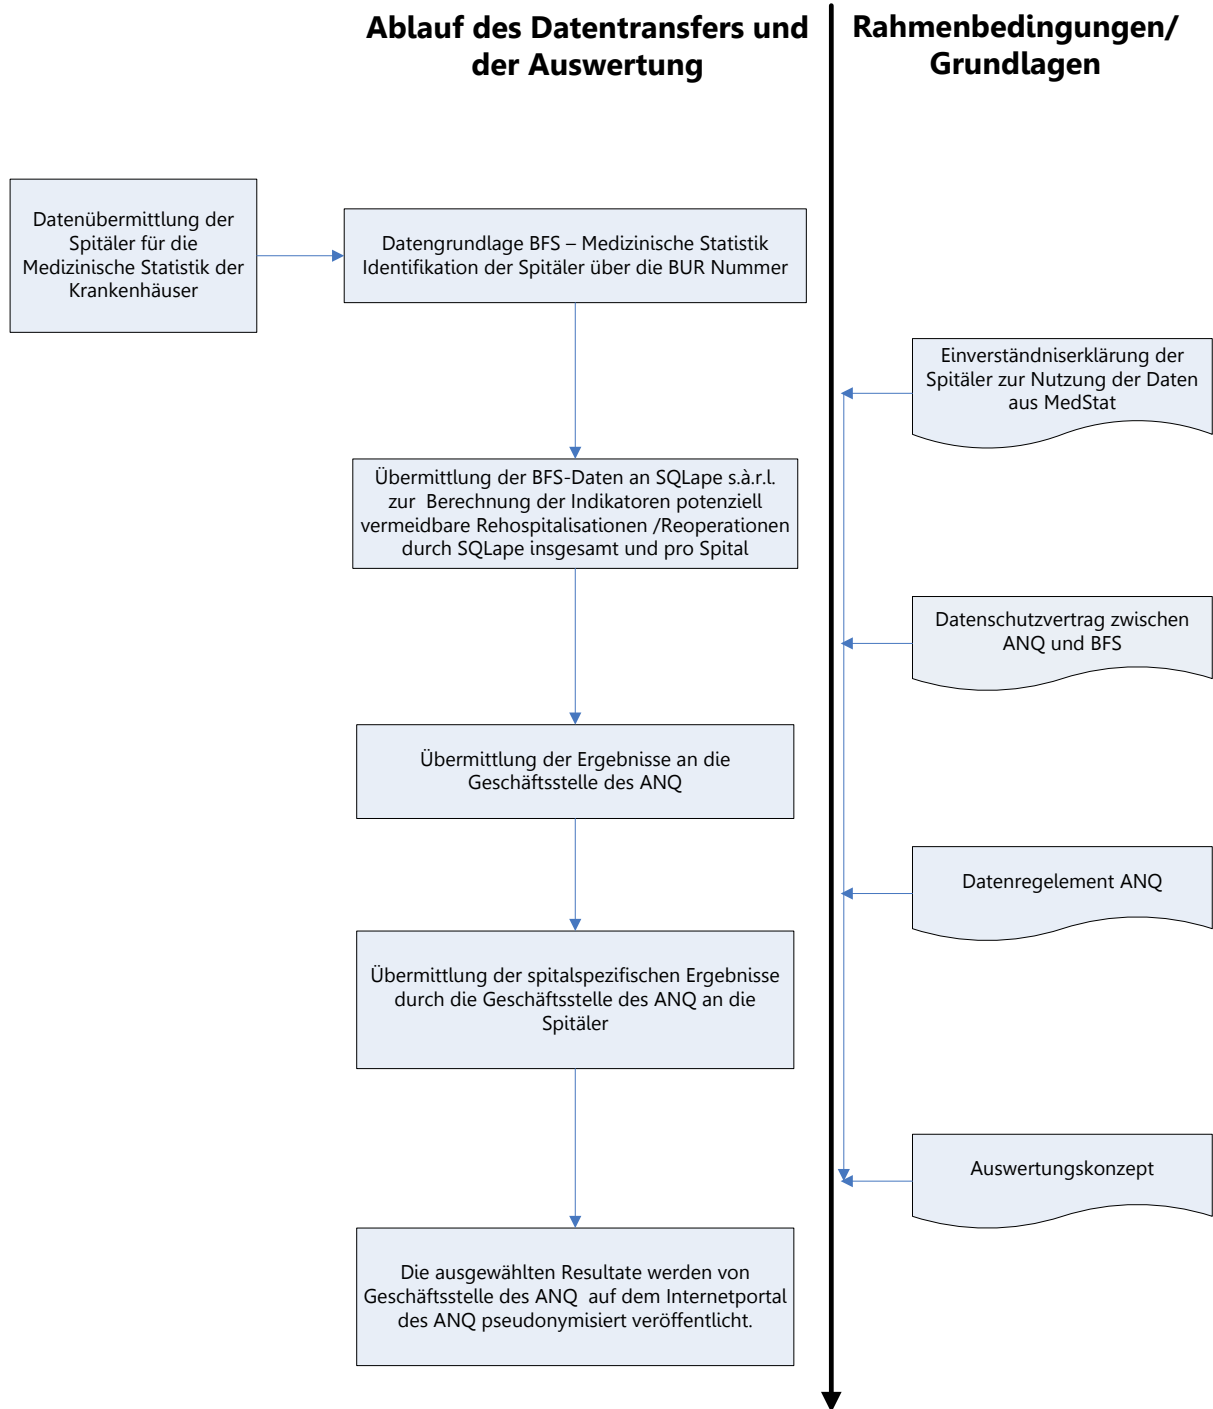 Ablauf des Datentransfers und
der Auswertung
Rahmenbedingungen/
Grundlagen
Datenübermittlung der
Spitäler für die
Medizinische Statistik der
Krankenhäuser
Datengrundlage BFS – Medizinische Statistik
Identifikation der Spitäler über die BUR Nummer
Einverständniserklärung der
Spitäler zur Nutzung der Daten
aus MedStat
Übermittlung der BFS-Daten an SQLape s.à.r.l.
zur  Berechnung der Indikatoren potenziell
vermeidbare Rehospitalisationen /Reoperationen
durch SQLape insgesamt und pro Spital
Datenschutzvertrag zwischen
ANQ und BFS
Übermittlung der Ergebnisse an die
Geschäftsstelle des ANQ
Datenregelement ANQ
Übermittlung der spitalspezifischen Ergebnisse
durch die Geschäftsstelle des ANQ an die
Spitäler
Auswertungskonzept
Die ausgewählten Resultate werden von
Geschäftsstelle des ANQ  auf dem Internetportal
des ANQ pseudonymisiert veröffentlicht.